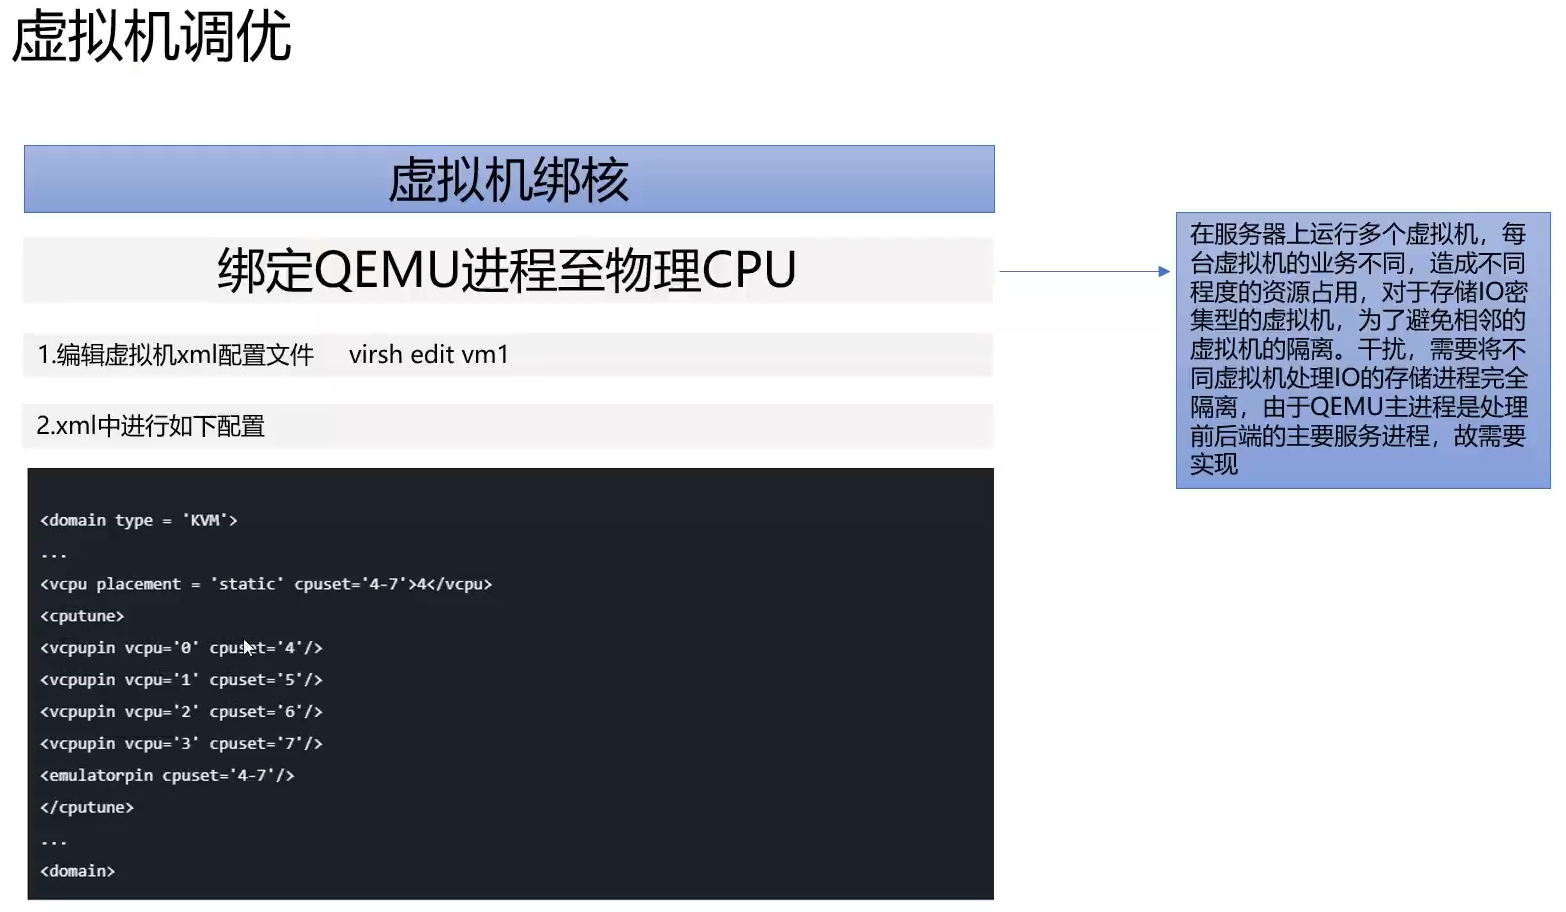 虚拟机调优
虚拟机绑核
绑定QEMU进程至物理CPU
1.编辑虚拟机xml配置文件 virsh edit vm1
2.xml中进行如下配置
<domain type = 'KVM'>
...
<vcpu placement = 'static' cpuset='4-7'>4</vcpu>
<cputune>
<vcpupin vcpu='0' cpuset='4'/>
<vcpupin vcpu='1' cpuset='5'/>
<vcpupin vcpu='2' cpuset='6'/>
<vcpupin vcpu='3' cpuset='7'/>
<emulatorpin cpuset='4-7'/>
</cputune>
...
<domain>
在服务器上运行多个虚拟机，每
台虚拟机的业务不同，造成不同
程度的资源占用，对于存储IO密
集型的虚拟机，为了避免相邻的
虚拟机的隔离。干扰，需要将不
同虚拟机处理IO的存储进程完全
隔离，由于QEMU主进程是处理
前后端的主要服务进程，故需要
实现